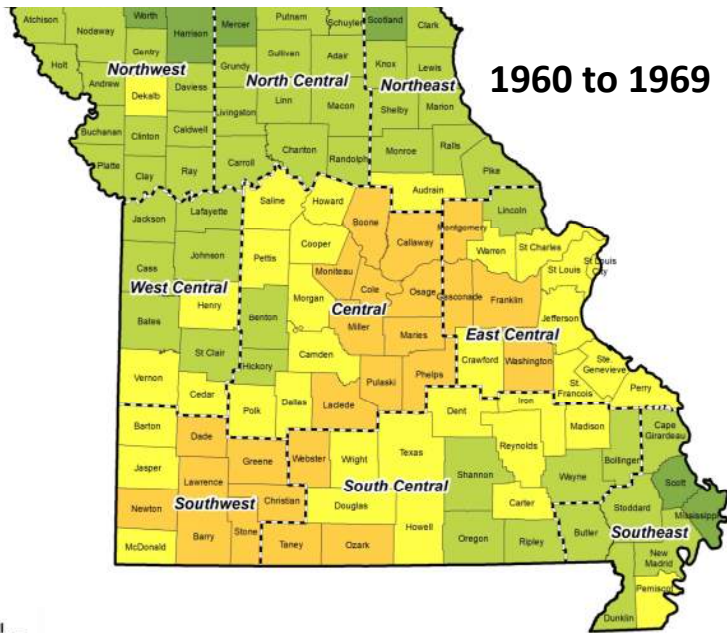 1960 to 1969
Worth
Mercer
Putnam
Schuyler
Scotland
Clark
Atchison
Nodaway
Harrison
Gentry
Sullivan
Adair
Knox
Lewis
Holt
Northwest
Grundy
North Central
Northeast
Andrew
Dekalb
Daviess
Livingston
Linn
Macon
Shelby
Marion
Buchanan
Clinton
Caldwell
Chariton
Randolph
Monroe
Ralls
Platte
Clay
Ray
Carroll
Pike
Audrain
Saline
Howard
Boone
Lincoln
Jackson
Lafayette
Callaway
Montgomery
Cooper
Warren
St Charles
Johnson
Pettis
St Louis
St Louis
City
Cass
Moniteau
West Central
Cole
Osage
Gasconade
Franklin
Henry
Morgan
Central
Jefferson
Bates
Benton
Miller
Maries
East Central
St Clair
Hickory
Camden
Crawford
Washington
Ste.
Genevieve
Vernon
Pulaski
Phelps
St.
Francois
Perry
Cedar
Polk
Dallas
Laclede
Dent
Iron
Barton
Dade
Madison
Cape
Girardeau
Reynolds
Greene
Webster
Wright
Texas
Bollinger
Jasper
Lawrence
Shannon
Wayne
Scott
South Central
Newton
Southwest
Christian
Douglas
Carter
Stoddard
Mississippi
Stone
Howell
Southeast
McDonald
Barry
Taney
Ozark
Oregon
Ripley
Butler
New
Madrid
Pemiscot
Dunklin